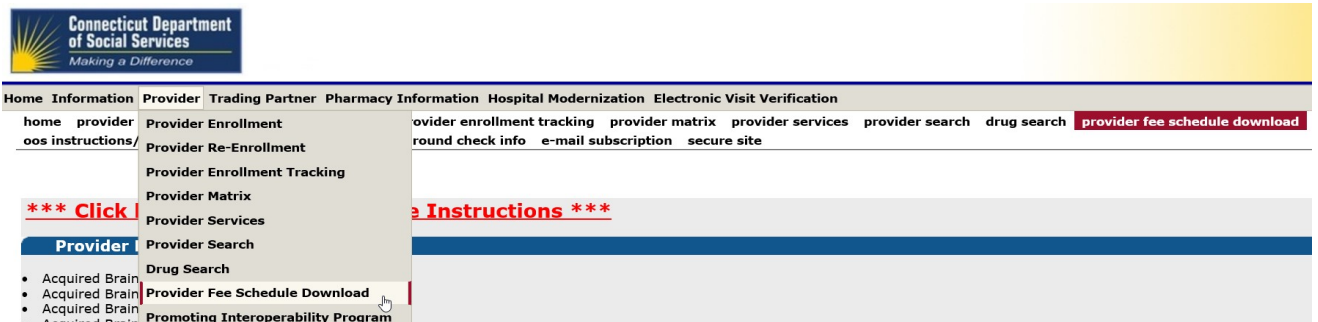 Connecticut Department
of Social Services
Making a Difference
Home Information Provider Trading Partner Pharmacy Information Hospital Modernization Electronic Visit Verification
home provider ovider enrollment tracking provider matrix provider services provider search drug search provider fee schedule download
oos instructions/ round check info e-mail subscription secure site
Provider Enrollment
Provider Re-Enrollment
Provider Enrollment Tracking
Provider Matrix
Provider Services
Provider Search
Drug Search
Provider Fee Schedule Download
Promoting Interoperability Program
*** Click e Instructions ***
Provider
• Acquired Brain
• Acquired Brain
• Acquired Brain